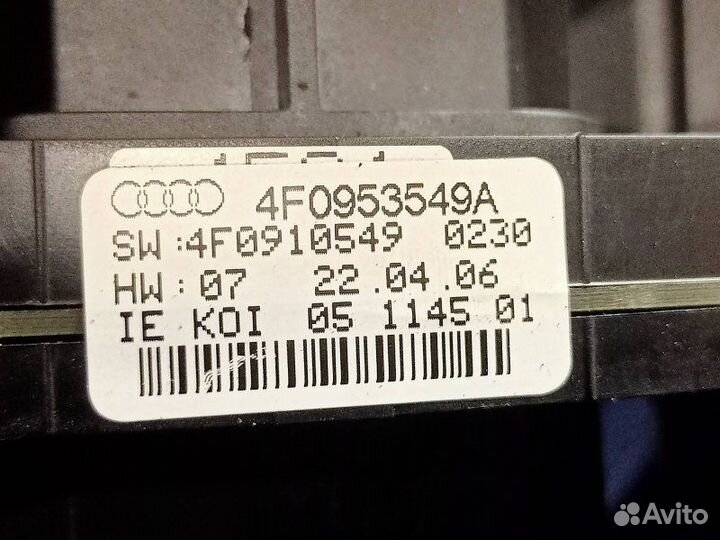 4F0953549A
SW:4F0910549 0230
HW:07 22.04.06
IE KOI 05 1145 01
Avito